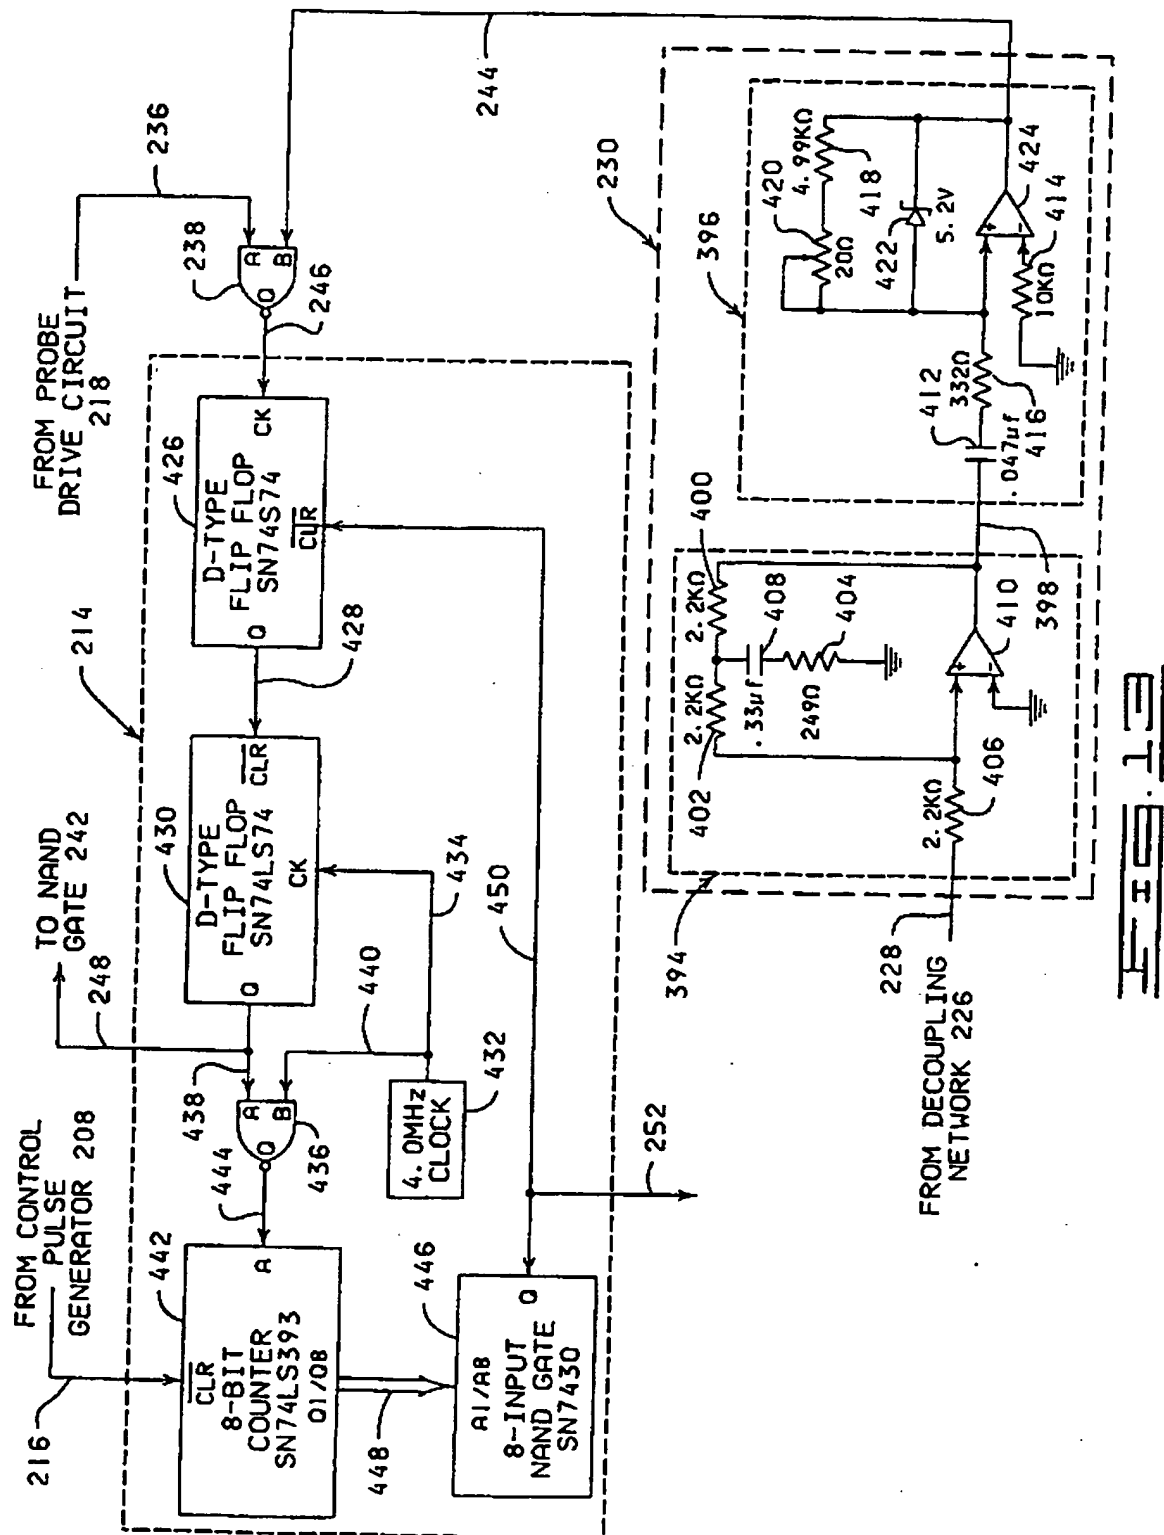 FROM CONTROL
PULSE
GENERATOR 208
216
442
CLR
8-BIT
COUNTER
SN74LS393
Q1/Q8
A
448
446
A1/A8
8-INPUT
NAND GATE
SN7430
Q
444
436
438
A
B
Q
248
TO NAND
GATE 242
440
432
4.0MHz
CLOCK
434
450
252
430
D-TYPE
FLIP FLOP
SN74LS74
CLR
CK
Q
428
214
426
D-TYPE
FLIP FLOP
SN74S74
CLR
CK
Q
246
238
A
B
Q
FROM PROBE
DRIVE CIRCUIT
218
236
244
FROM DECOUPLING
NETWORK 226
228
394
402
2.2KΩ
2.2KΩ
400
.33µf
408
249Ω
404
2.2KΩ
406
+
-
410
398
230
396
420
20Ω
4.99KΩ
418
422
5.2V
412
.047µf
332Ω
416
+
-
424
10KΩ
414
FIG. 13